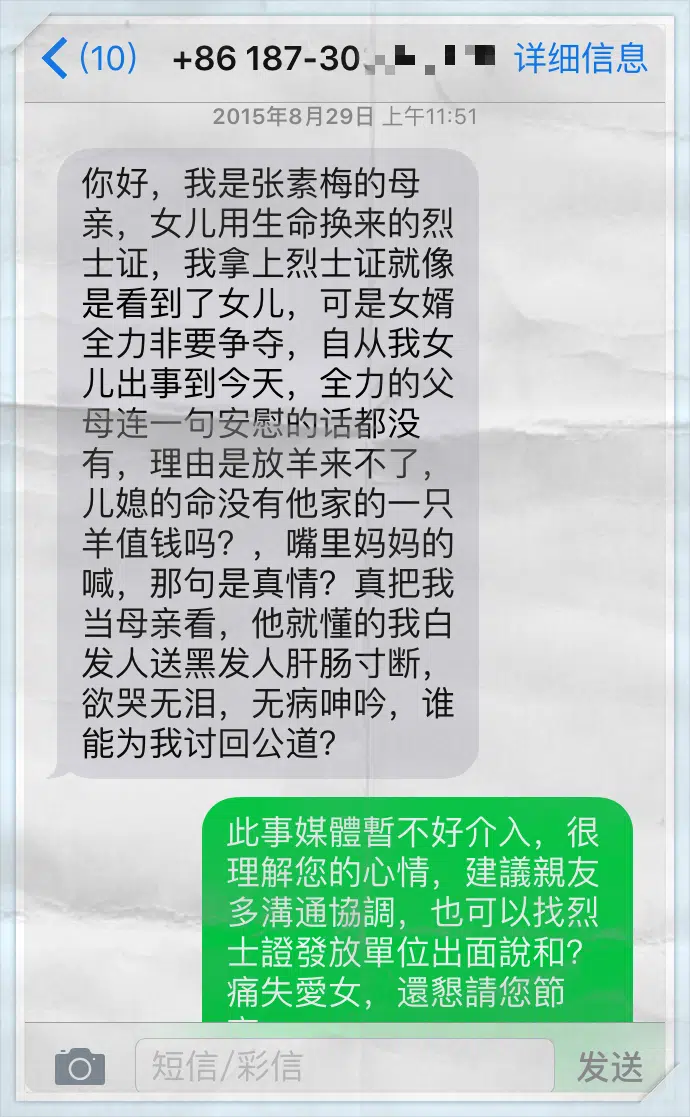 (10)
+86 187-30
详细信息
2015年8月29日 上午11:51
你好，我是张素梅的母
亲，女儿用生命换来的烈
士证，我拿上烈士证就像
是看到了女儿，可是女婿
全力非要争夺，自从我女
儿出事到今天，全力的父
母连一句安慰的话都没
有，理由是放羊来不了，
儿媳的命没有他家的一只
羊值钱吗？，嘴里妈妈的
喊，那句是真情？真把我
当母亲看，他就懂的我白
发人送黑发人肝肠寸断，
欲哭无泪，无病呻吟，谁
能为我讨回公道？
此事媒體暫不好介入，很
理解您的心情，建議親友
多溝通協調，也可以找烈
士證發放單位出面說和？
痛失愛女，還懇請您節
短信/彩信
发送